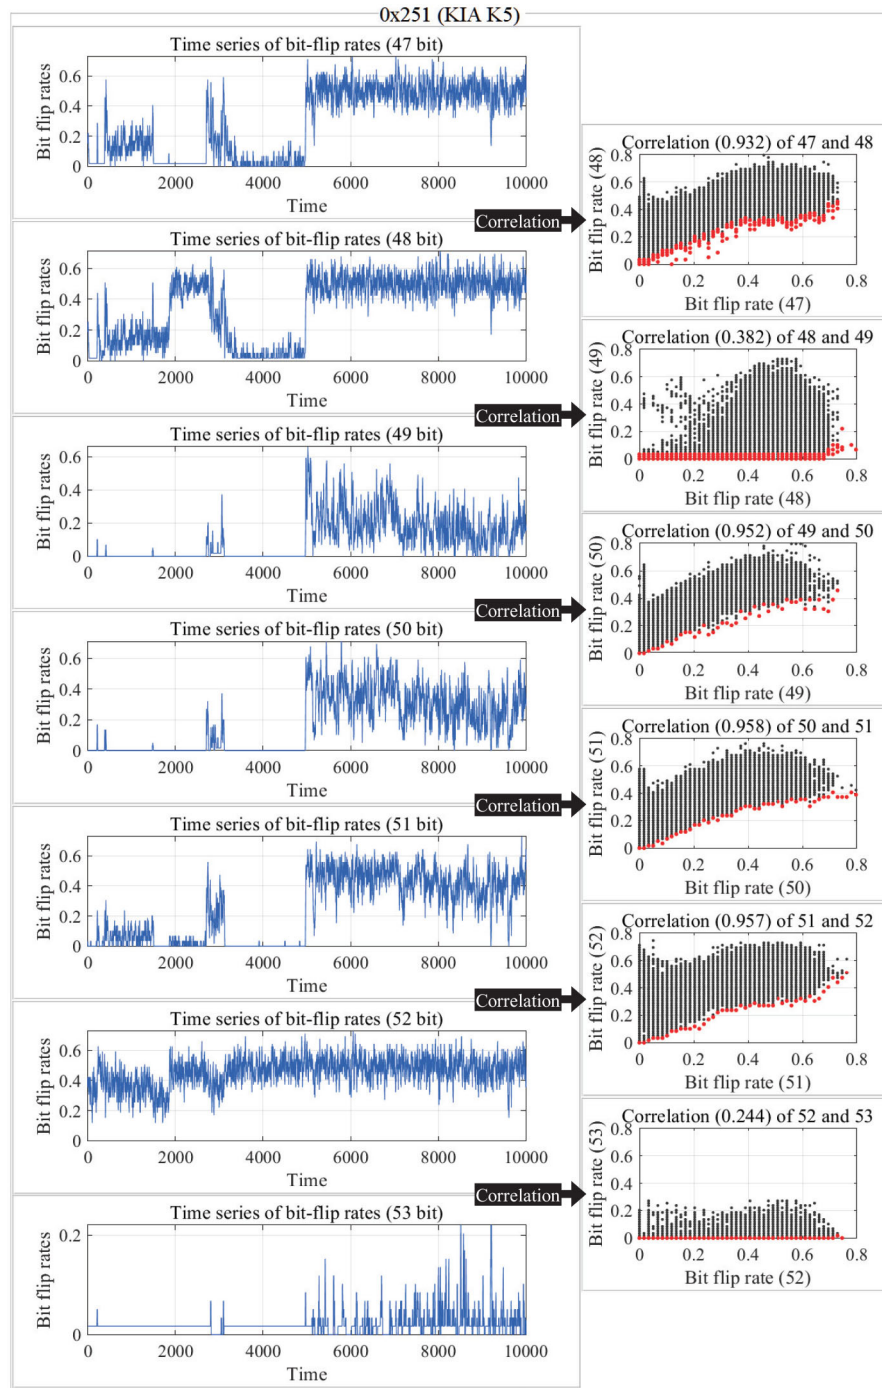 0x251 (KIA K5)
Time series of bit-flip rates (47 bit)
Bit flip rates
0.6
0.4
0.2
0
0 2000 4000 6000 8000 10000
Time
Correlation
Time series of bit-flip rates (48 bit)
Bit flip rates
0.6
0.4
0.2
0
0 2000 4000 6000 8000 10000
Time
Correlation
Time series of bit-flip rates (49 bit)
Bit flip rates
0.6
0.4
0.2
0
0 2000 4000 6000 8000 10000
Time
Correlation
Time series of bit-flip rates (50 bit)
Bit flip rates
0.6
0.4
0.2
0
0 2000 4000 6000 8000 10000
Time
Correlation
Time series of bit-flip rates (51 bit)
Bit flip rates
0.6
0.4
0.2
0
0 2000 4000 6000 8000 10000
Time
Correlation
Time series of bit-flip rates (52 bit)
Bit flip rates
0.6
0.4
0.2
0
0 2000 4000 6000 8000 10000
Time
Correlation
Time series of bit-flip rates (53 bit)
Bit flip rates
0.2
0
0 2000 4000 6000 8000 10000
Time
Correlation (0.932) of 47 and 48
Bit flip rate (48)
0.8
0.6
0.4
0.2
0
0 0.2 0.4 0.6 0.8
Bit flip rate (47)
Correlation (0.382) of 48 and 49
Bit flip rate (49)
0.8
0.6
0.4
0.2
0
0 0.2 0.4 0.6 0.8
Bit flip rate (48)
Correlation (0.952) of 49 and 50
Bit flip rate (50)
0.8
0.6
0.4
0.2
0
0 0.2 0.4 0.6 0.8
Bit flip rate (49)
Correlation (0.958) of 50 and 51
Bit flip rate (51)
0.8
0.6
0.4
0.2
0
0 0.2 0.4 0.6 0.8
Bit flip rate (50)
Correlation (0.957) of 51 and 52
Bit flip rate (52)
0.8
0.6
0.4
0.2
0
0 0.2 0.4 0.6 0.8
Bit flip rate (51)
Correlation (0.244) of 52 and 53
Bit flip rate (53)
0.8
0.6
0.4
0.2
0
0 0.2 0.4 0.6 0.8
Bit flip rate (52)